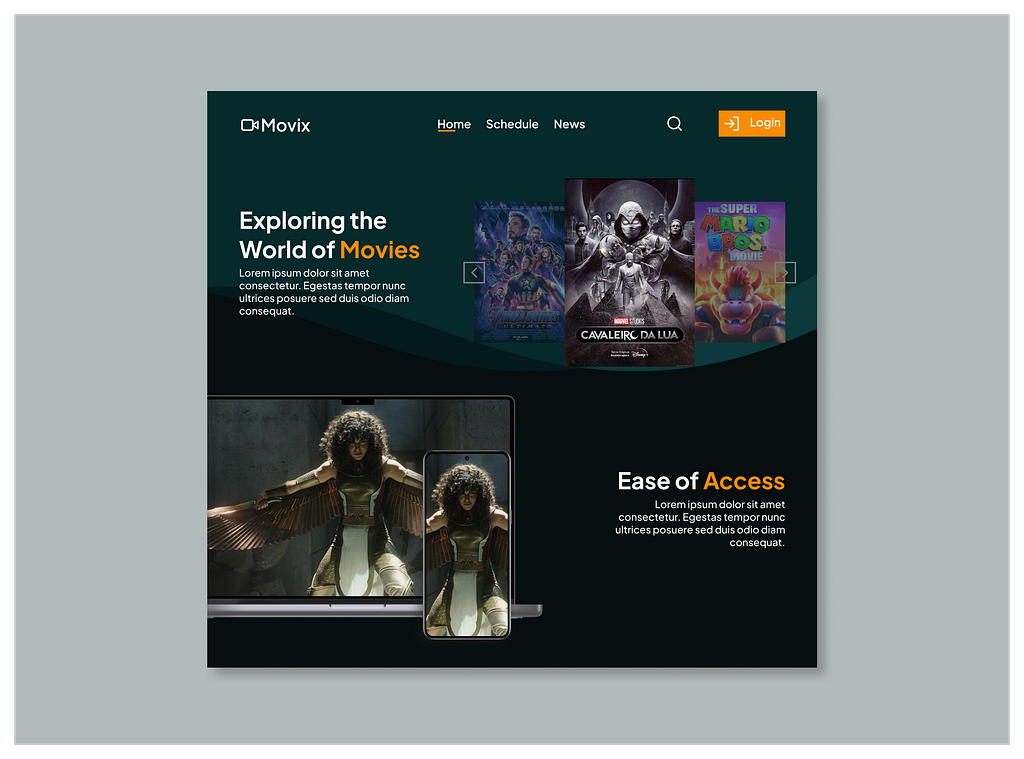 Movix
Home Schedule News
Login
Exploring the
World of Movies
Lorem ipsum dolor sit amet
consectetur. Egestas tempor nunc
ultrices posuere sed duis odio diam
consequat.
THE SUPER
MARIO
BROS.
MOVIE
ULTIMATO
MARVEL STUDIOS
CAVALEIRO DA LUA
Disney+
Ease of Access
Lorem ipsum dolor sit amet
consectetur. Egestas tempor nunc
ultrices posuere sed duis odio diam
consequat.